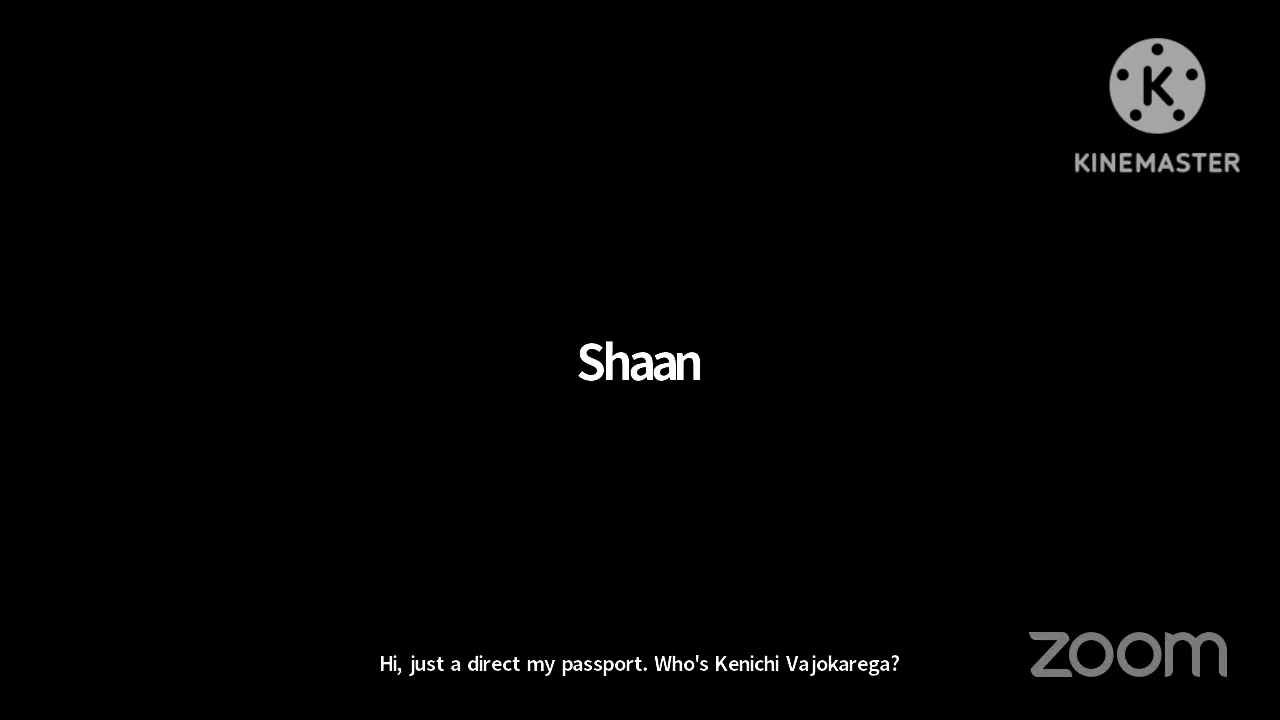 K
KINEMASTER
Shaan
Hi, just a direct my passport. Who's Kenichi Vajokarega?
zoom